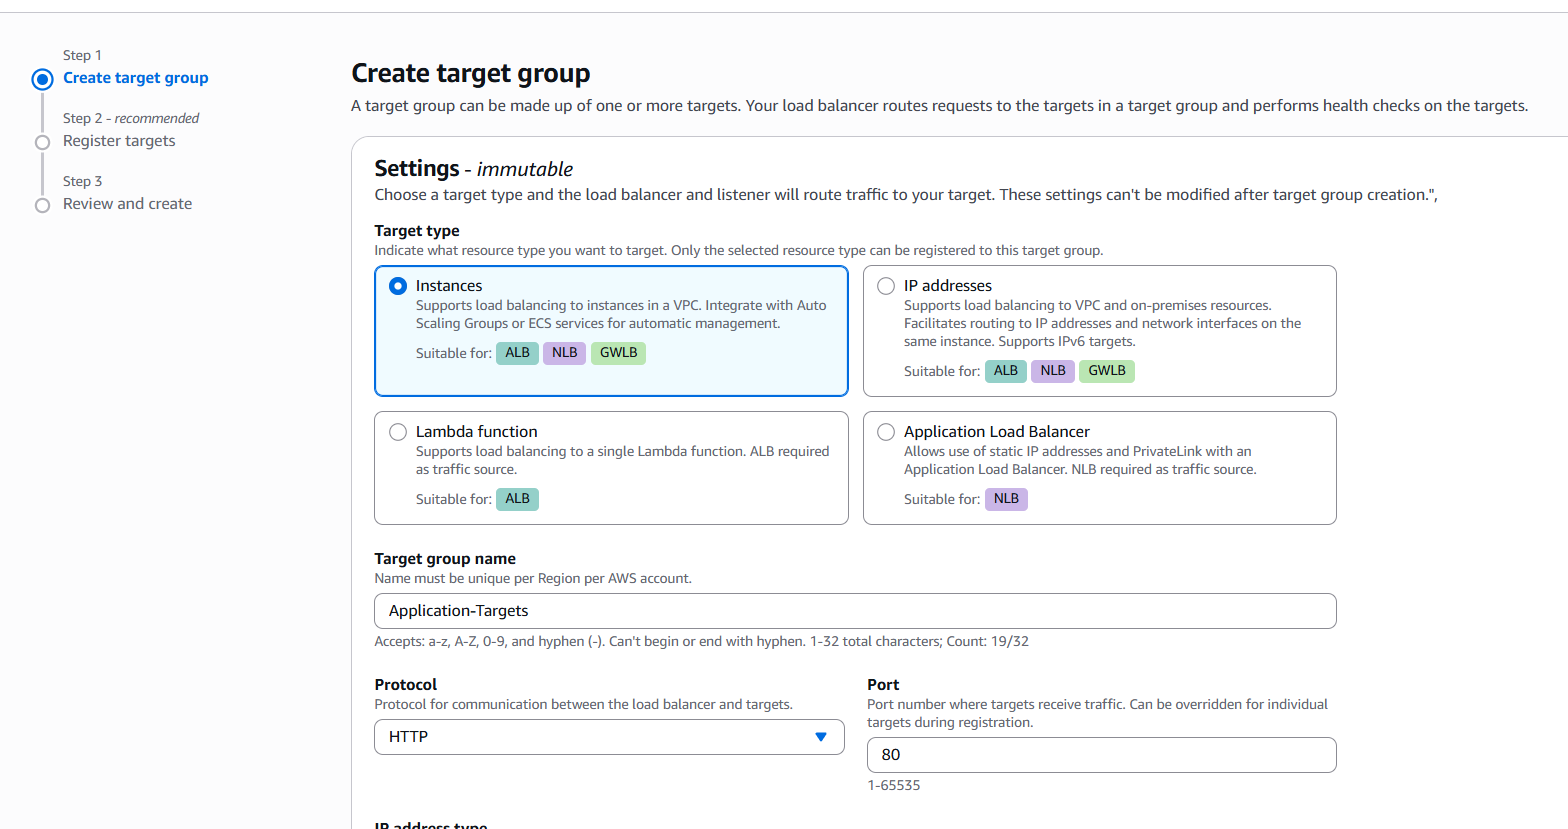 Step 1
Create target group
Step 2 - recommended
Register targets
Step 3
Review and create
Create target group
A target group can be made up of one or more targets. Your load balancer routes requests to the targets in a target group and performs health checks on the targets.
Settings - immutable
Choose a target type and the load balancer and listener will route traffic to your target. These settings can't be modified after target group creation.",
Target type
Indicate what resource type you want to target. Only the selected resource type can be registered to this target group.
Instances
Supports load balancing to instances in a VPC. Integrate with Auto
Scaling Groups or ECS services for automatic management.
Suitable for: ALB NLB GWLB
IP addresses
Supports load balancing to VPC and on-premises resources.
Facilitates routing to IP addresses and network interfaces on the
same instance. Supports IPv6 targets.
Suitable for: ALB NLB GWLB
Lambda function
Supports load balancing to a single Lambda function. ALB required
as traffic source.
Suitable for: ALB
Application Load Balancer
Allows use of static IP addresses and PrivateLink with an
Application Load Balancer. NLB required as traffic source.
Suitable for: NLB
Target group name
Name must be unique per Region per AWS account.
Application-Targets
Accepts: a-z, A-Z, 0-9, and hyphen (-). Can't begin or end with hyphen. 1-32 total characters; Count: 19/32
Protocol
Protocol for communication between the load balancer and targets.
HTTP
Port
Port number where targets receive traffic. Can be overridden for individual
targets during registration.
80
1-65535
IP address type